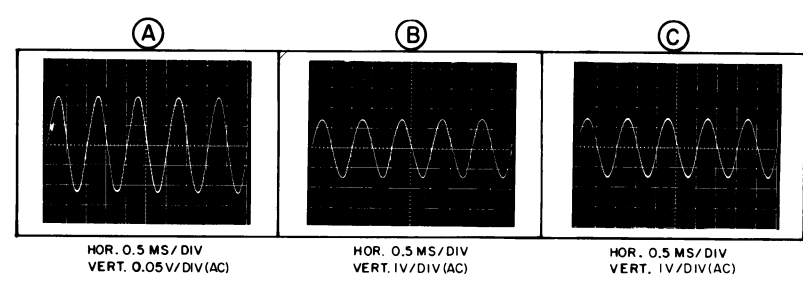 A
B
C
HOR. 0.5 MS/DIV
VERT. 0.05V/DIV(AC)
HOR. 0.5 MS/DIV
VERT. 1V/DIV(AC)
HOR. 0.5 MS/DIV
VERT. 1V/DIV(AC)